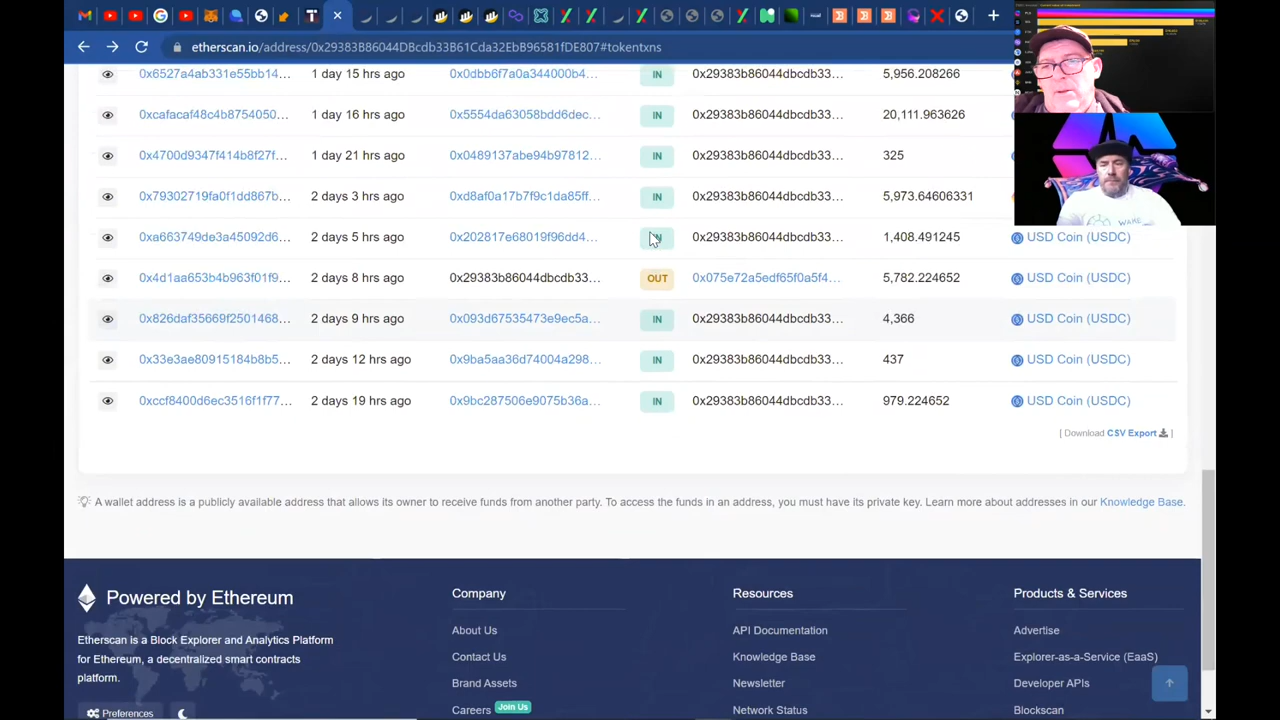 etherscan.io/address/0x29383B86044DBcdb33B61Cda32EbB96581fDE807#tokentxns
0x6527a4ab331e55bb14... 1 day 15 hrs ago 0x0dbb6f7a0a344000b4... IN 0x29383b86044dbcdb33... 5,956.208266
0xcafacaf48c4b8754050... 1 day 16 hrs ago 0x5554da63058bdd6dec... IN 0x29383b86044dbcdb33... 20,111.963626
0x4700d9347f414b8f27f... 1 day 21 hrs ago 0x0489137abe94b97812... IN 0x29383b86044dbcdb33... 325
0x79302719fa0f1dd867b... 2 days 3 hrs ago 0xd8af0a17b7f9c1da85ff... IN 0x29383b86044dbcdb33... 5,973.64606331
0xa663749de3a45092d6... 2 days 5 hrs ago 0x202817e68019f96dd4... IN 0x29383b86044dbcdb33... 1,408.491245 USD Coin (USDC)
0x4d1aa653b4b963f01f9... 2 days 8 hrs ago 0x29383b86044dbcdb33... OUT 0x075e72a5edf65f0a5f4... 5,782.224652 USD Coin (USDC)
0x826daf35669f2501468... 2 days 9 hrs ago 0x093d67535473e9ec5a... IN 0x29383b86044dbcdb33... 4,366 USD Coin (USDC)
0x33e3ae80915184b8b5... 2 days 12 hrs ago 0x9ba5aa36d74004a298... IN 0x29383b86044dbcdb33... 437 USD Coin (USDC)
0xccf8400d6ec3516f1f77... 2 days 19 hrs ago 0x9bc287506e9075b36a... IN 0x29383b86044dbcdb33... 979.224652 USD Coin (USDC)
[ Download CSV Export ]
A wallet address is a publicly available address that allows its owner to receive funds from another party. To access the funds in an address, you must have its private key. Learn more about addresses in our Knowledge Base.
Powered by Ethereum
Etherscan is a Block Explorer and Analytics Platform
for Ethereum, a decentralized smart contracts
platform.
Preferences
Company
About Us
Contact Us
Brand Assets
Careers Join Us
Resources
API Documentation
Knowledge Base
Newsletter
Network Status
Products & Services
Advertise
Explorer-as-a-Service (EaaS)
Developer APIs
Blockscan